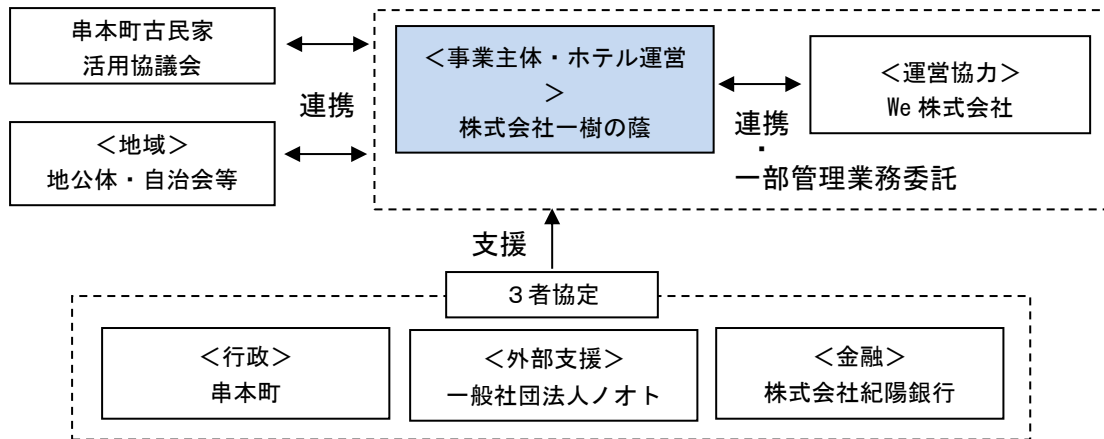 串本町古民家
活用協議会
連携
＜地域＞
地公体・自治会等
＜事業主体・ホテル運営
＞
株式会社一樹の蔭
連携
・
一部管理業務委託
＜運営協力＞
We 株式会社
支援
３者協定
＜行政＞
串本町
＜外部支援＞
一般社団法人ノオト
＜金融＞
株式会社紀陽銀行